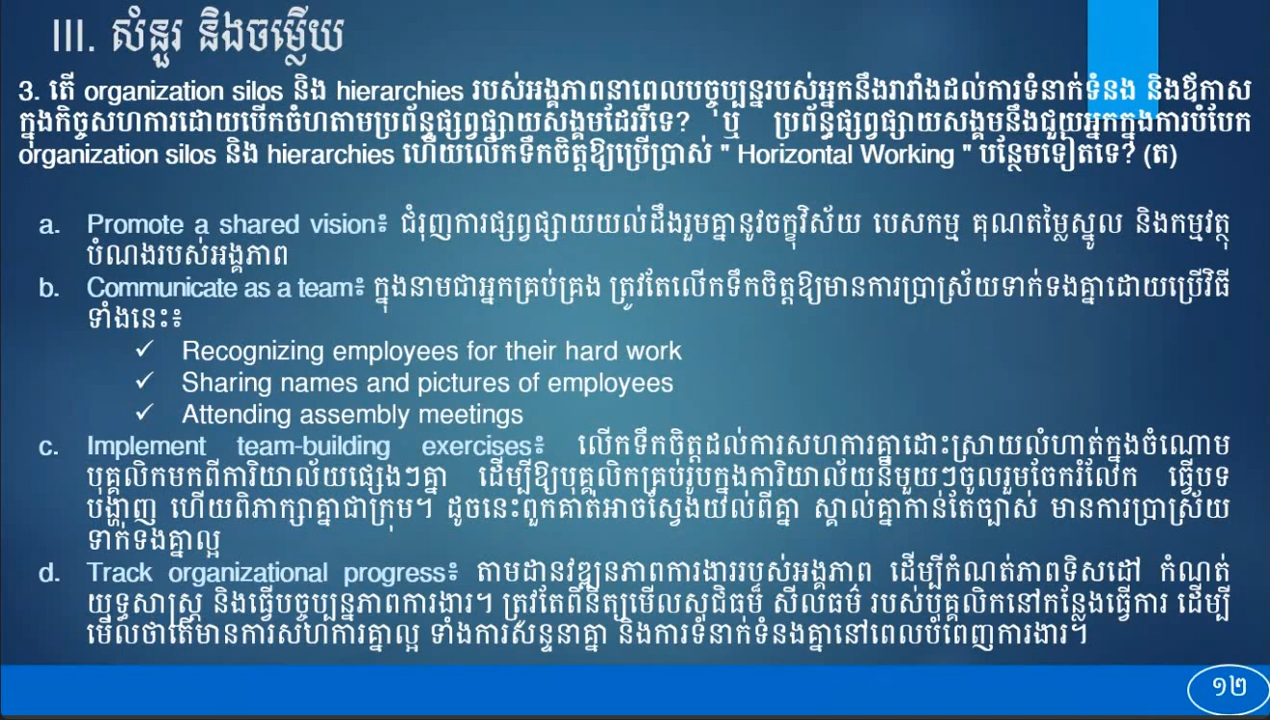 III. សំនួរ និងចម្លើយ
3. តើ organization silos និង hierarchies របស់អង្គភាពនាពេលបច្ចុប្បន្នរបស់អ្នកនឹងរារាំងដល់ការទំនាក់ទំនង និងឱកាស
ក្នុងកិច្ចសហការដោយបើកចំហតាមប្រព័ន្ធផ្សព្វផ្សាយសង្គមដែររឺទេ? ឬ ប្រព័ន្ធផ្សព្វផ្សាយសង្គមនឹងជួយអ្នកក្នុងការបំបែក
organization silos និង hierarchies ហើយលើកទឹកចិត្តឱ្យប្រើប្រាស់ " Horizontal Working " បន្ថែមទៀតទេ? (ត)
a. Promote a shared vision៖ ជំរុញការផ្សព្វផ្សាយយល់ដឹងរួមគ្នានូវចក្ខុវិស័យ បេសកម្ម គុណតម្លៃស្នូល និងកម្មវត្ថុ
បំណងរបស់អង្គភាព
b. Communicate as a team៖ ក្នុងនាមជាអ្នកគ្រប់គ្រង ត្រូវតែលើកទឹកចិត្តឱ្យមានការប្រាស្រ័យទាក់ទងគ្នាដោយប្រើវិធី
ទាំងនេះ៖
✓ Recognizing employees for their hard work
✓ Sharing names and pictures of employees
✓ Attending assembly meetings
c. Implement team-building exercises៖ លើកទឹកចិត្តដល់ការសហការគ្នាដោះស្រាយលំហាត់ក្នុងចំណោម
បុគ្គលិកមកពីការិយាល័យផ្សេងៗគ្នា ដើម្បីឱ្យបុគ្គលិកគ្រប់រូបក្នុងការិយាល័យនីមួយៗចូលរួមចែករំលែក ធ្វើបទ
បង្ហាញ ហើយពិភាក្សាគ្នាជាក្រុម។ ដូចនេះពួកគាត់អាចស្វែងយល់ពីគ្នា ស្គាល់គ្នាកាន់តែច្បាស់ មានការប្រាស្រ័យ
ទាក់ទងគ្នាល្អ
d. Track organizational progress៖ តាមដានវឌ្ឍនភាពការងាររបស់អង្គភាព ដើម្បីកំណត់ភាពទិសដៅ កំណត់
យុទ្ធសាស្ត្រ និងធ្វើបច្ចុប្បន្នភាពការងារ។ ត្រូវតែពិនិត្យមើលសុជិធម៌ សីលធម៌ របស់បុគ្គលិកនៅកន្លែងធ្វើការ ដើម្បី
មើលថាតើមានការសហការគ្នាល្អ ទាំងការសន្ទនាគ្នា និងការទំនាក់ទំនងគ្នានៅពេលបំពេញការងារ។
១២